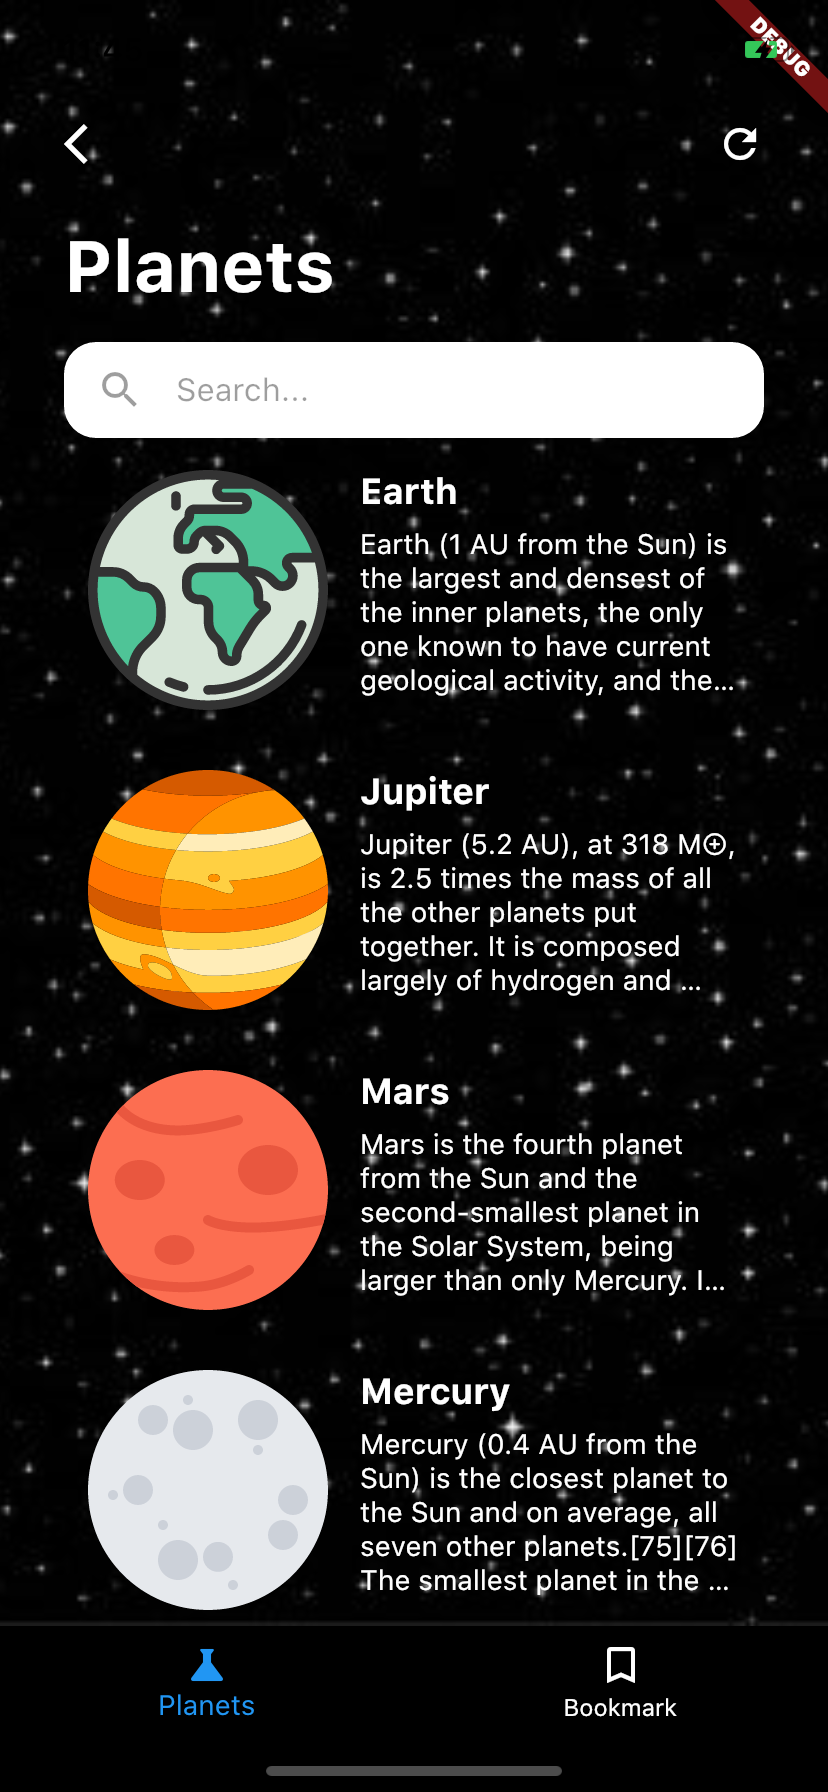 DEBUG
Planets
Search...
Earth
Earth (1 AU from the Sun) is
the largest and densest of
the inner planets, the only
one known to have current
geological activity, and the...
Jupiter
Jupiter (5.2 AU), at 318 M⊕,
is 2.5 times the mass of all
the other planets put
together. It is composed
largely of hydrogen and ...
Mars
Mars is the fourth planet
from the Sun and the
second-smallest planet in
the Solar System, being
larger than only Mercury. I...
Mercury
Mercury (0.4 AU from the
Sun) is the closest planet to
the Sun and on average, all
seven other planets.[75][76]
The smallest planet in the ...
Planets
Bookmark